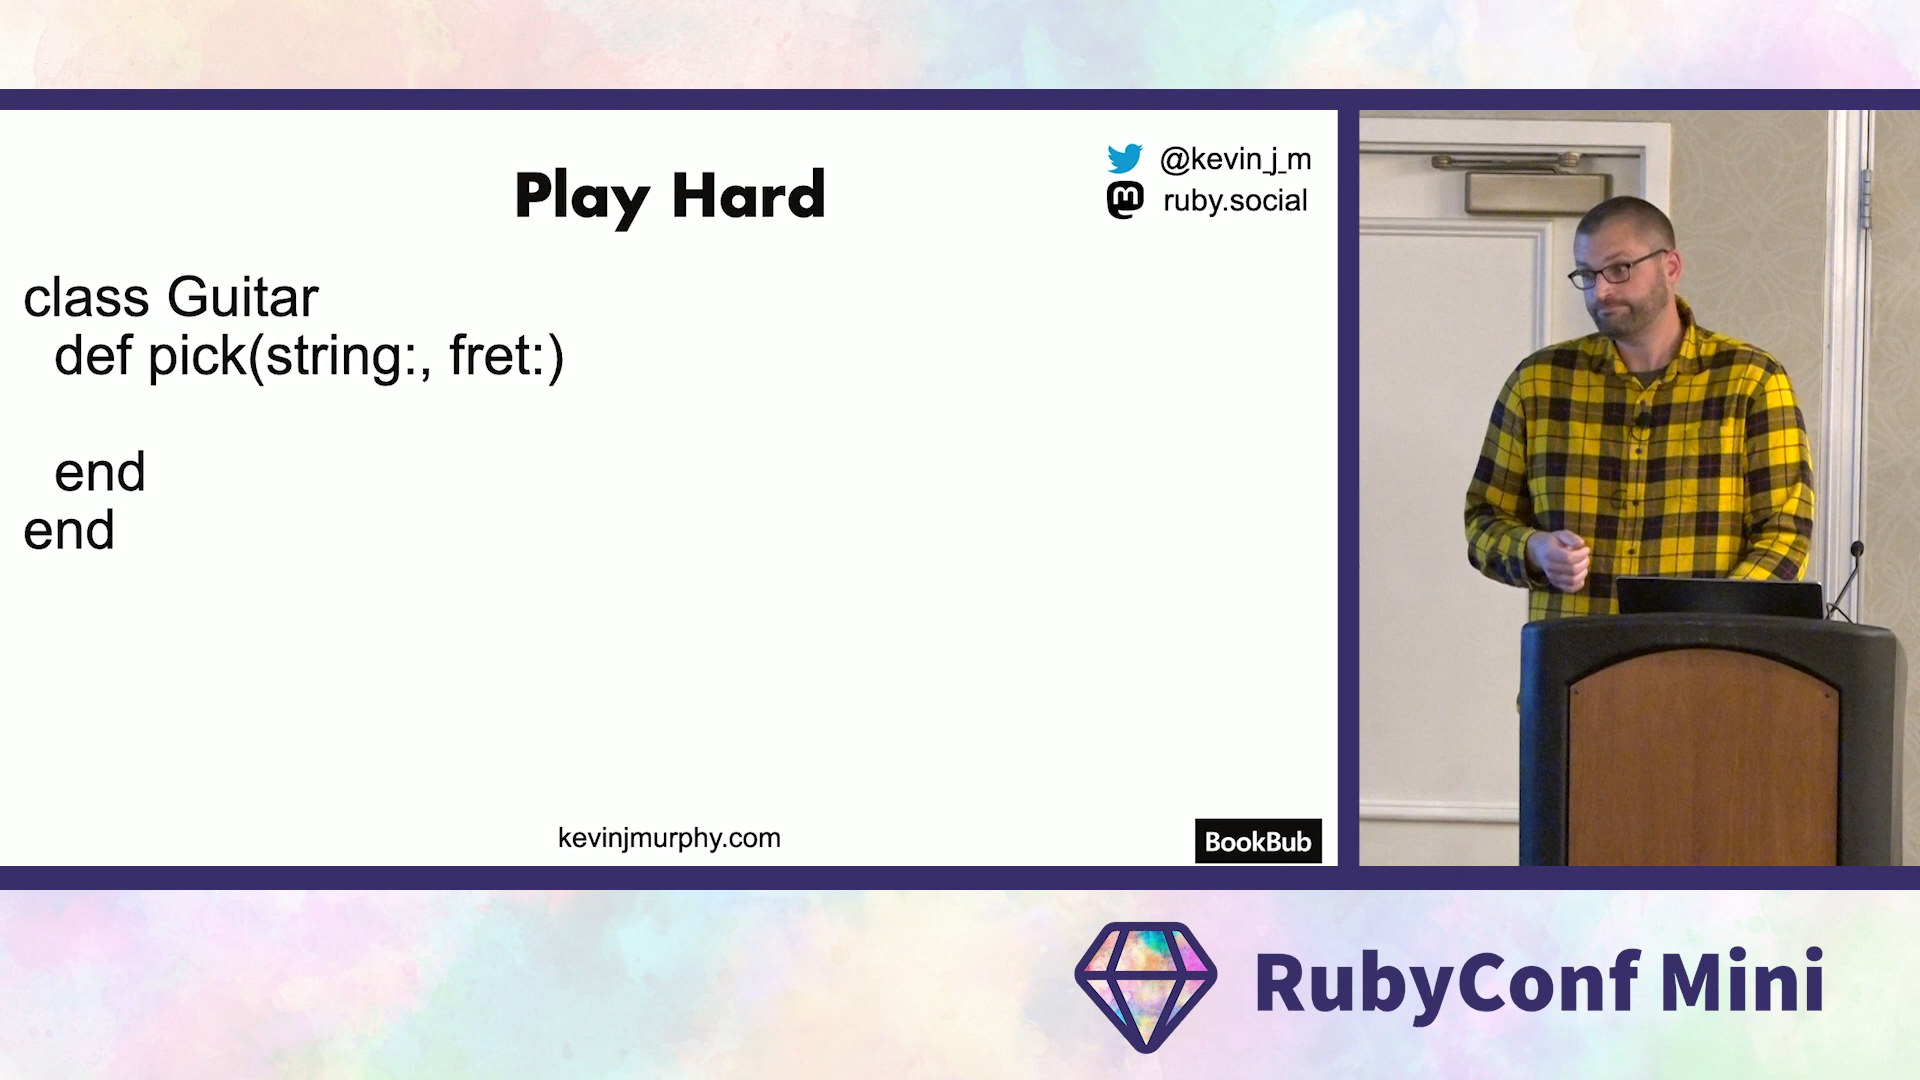 Play Hard
@kevin_j_m
ruby.social
class Guitar
def pick(string:, fret:)
end
end
kevinjmurphy.com
BookBub
RubyConf Mini